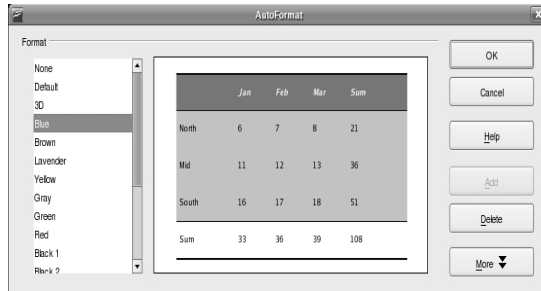 AutoFormat
Format
None
Default
3D
Blue
Brown
Lavender
Yellow
Gray
Green
Red
Black 1
Black 2
Jan Feb Mar Sum
North 6 7 8 21
Mid 11 12 13 36
South 16 17 18 51
Sum 33 36 39 108
OK
Cancel
Help
Add
Delete
More